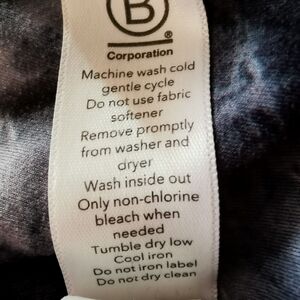 B
®
Corporation
Machine wash cold
gentle cycle
Do not use fabric
softener
Remove promptly
from washer and
dryer
Wash inside out
Only non-chlorine
bleach when
needed
Tumble dry low
Cool iron
Do not iron label
Do not dry clean